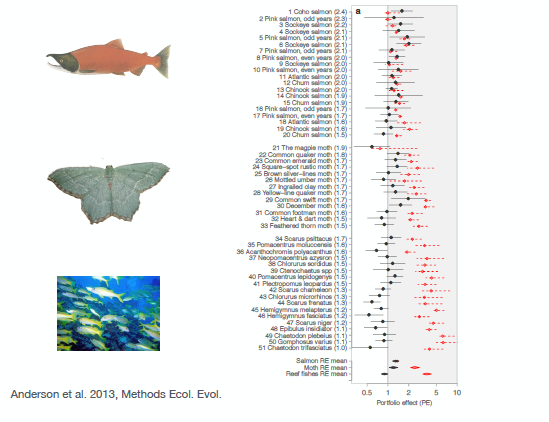 a
1 Coho salmon (2.4)
2 Pink salmon, odd years (2.3)
3 Sockeye salmon (2.2)
4 Sockeye salmon (2.1)
5 Pink salmon, odd years (2.1)
6 Sockeye salmon (2.1)
7 Pink salmon, odd years (2.1)
8 Pink salmon, even years (2.0)
9 Sockeye salmon (2.0)
10 Pink salmon, even years (2.0)
11 Atlantic salmon (2.0)
12 Chum salmon (2.0)
13 Chinook salmon (2.0)
14 Chinook salmon (1.9)
15 Chum salmon (1.9)
16 Pink salmon, odd years (1.7)
17 Pink salmon, even years (1.7)
18 Atlantic salmon (1.6)
19 Chinook salmon (1.6)
20 Chum salmon (1.5)
21 The magpie moth (1.9)
22 Common quaker moth (1.8)
23 Common emerald moth (1.7)
24 Square−spot rustic moth (1.7)
25 Brown silver−lines moth (1.7)
26 Mottled umber moth (1.7)
27 Ingrailed clay moth (1.7)
28 Yellow−line quaker moth (1.7)
29 Common swift moth (1.7)
30 December moth (1.6)
31 Common footman moth (1.6)
32 Heart & dart moth (1.5)
33 Feathered thorn moth (1.5)
34 Scarus psittacus (1.7)
35 Pomacentrus moluccensis (1.6)
36 Acanthochromis polyacanthus (1.6)
37 Neopomacentrus azysron (1.5)
38 Chlorurus sordidus (1.5)
39 Ctenochaetus spp (1.5)
40 Pomacentrus lepidogenys (1.5)
41 Plectropomus leopardus (1.5)
42 Scarus chameleon (1.3)
43 Chlorurus microrhinos (1.3)
44 Scarus frenatus (1.3)
45 Hemigymnus melapterus (1.2)
46 Hemigymnus fasciatus (1.2)
47 Scarus niger (1.2)
48 Epibulus insidiator (1.1)
49 Chaetodon plebeius (1.1)
50 Gomphosus varius (1.1)
51 Chaetodon trifasciatus (1.0)
Salmon RE mean
Moth RE mean
Reef fishes RE mean
0.5 1 2 5 10
Portfolio effect (PE)
Anderson et al. 2013, Methods Ecol. Evol.